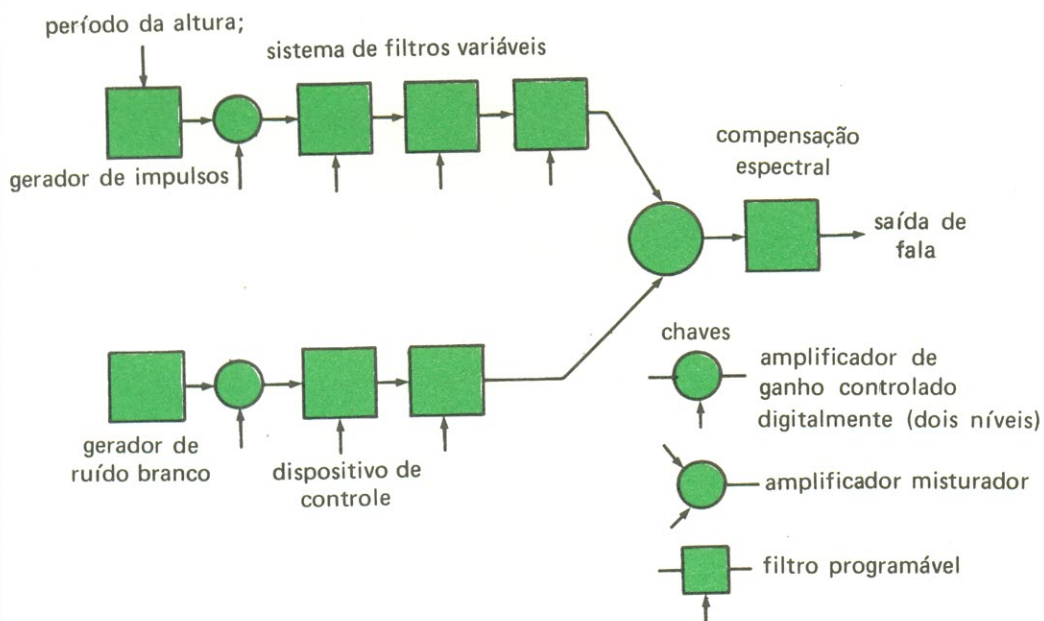 período da altura;
sistema de filtros variáveis
gerador de impulsos
compensação
espectral
saída de
fala
gerador de
ruído branco
dispositivo de
controle
chaves
amplificador de
ganho controlado
digitalmente (dois níveis)
amplificador misturador
filtro programável